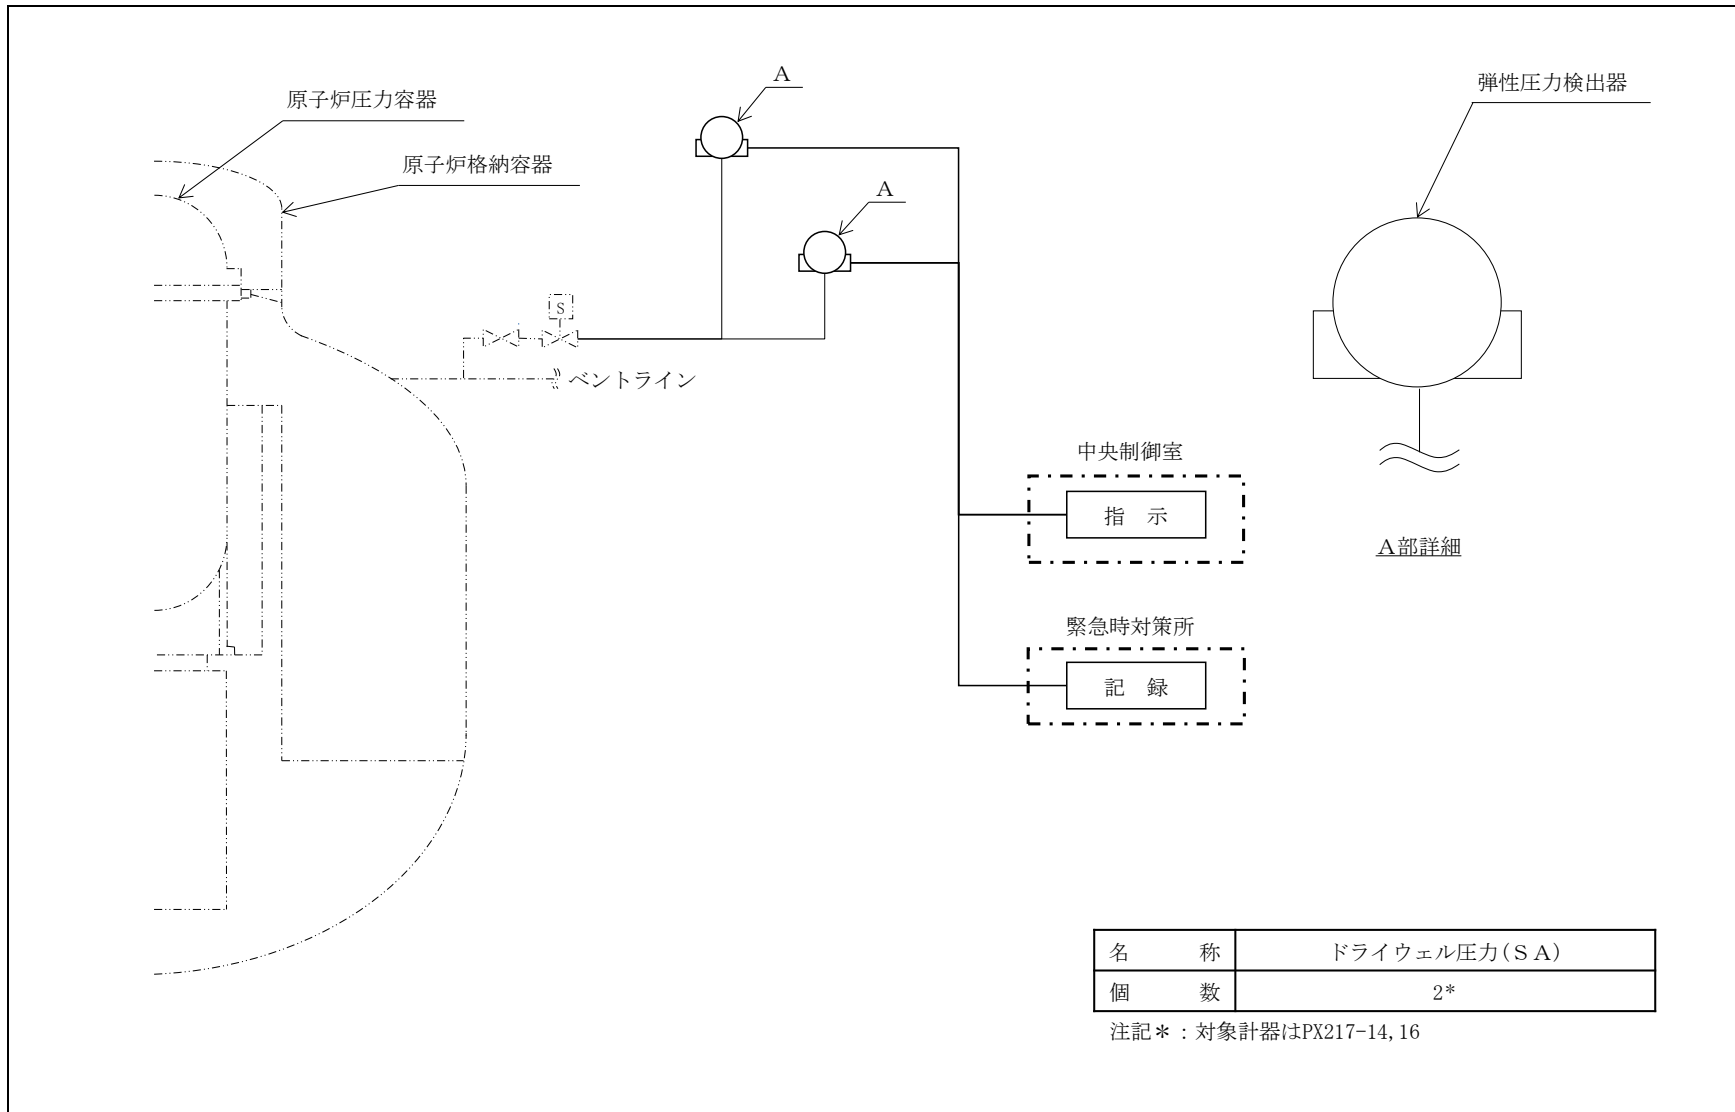 A
弾性圧力検出器
原子炉圧力容器
原子炉格納容器
A
S
ベントライン
中央制御室
指　示
A部詳細
緊急時対策所
記　録
名　　称 ドライウェル圧力(ＳＡ)
個　　数 2*
注記＊：対象計器はPX217-14,16